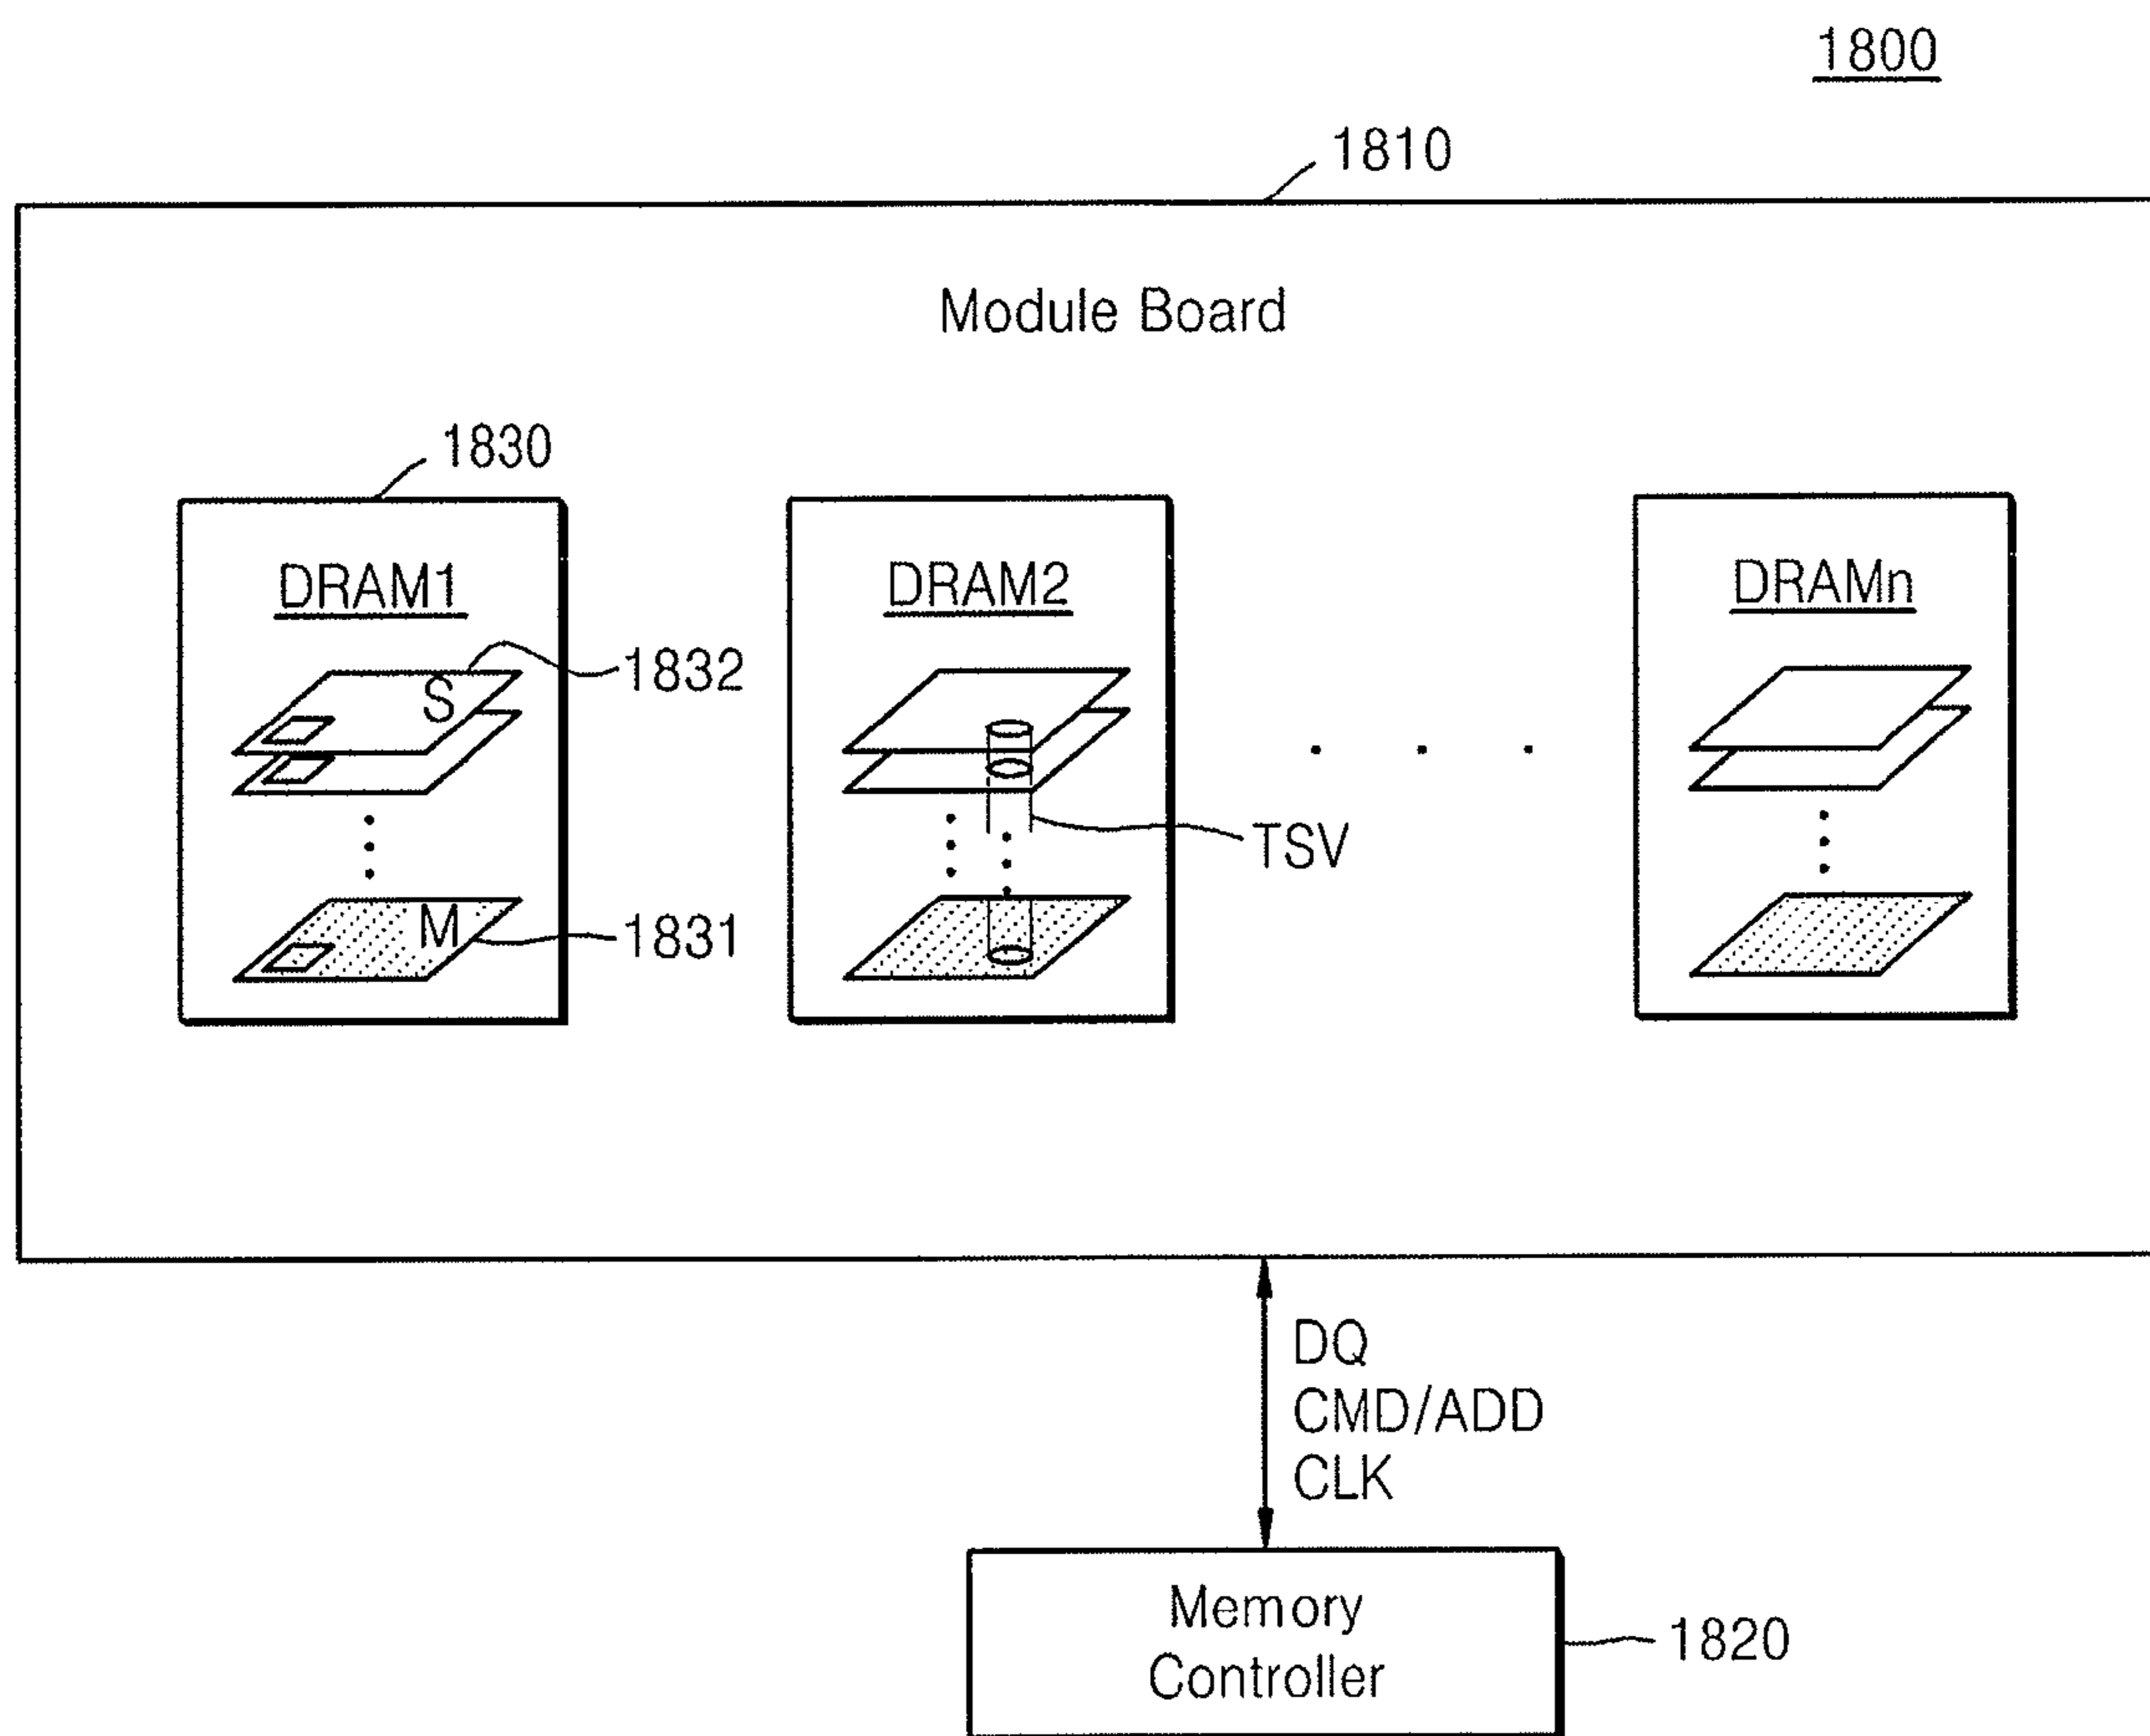 1800
1810
Module Board
1830
DRAM1
DRAM2
DRAMn
S
1832
TSV
M
1831
DQ
CMD/ADD
CLK
Memory
Controller
1820